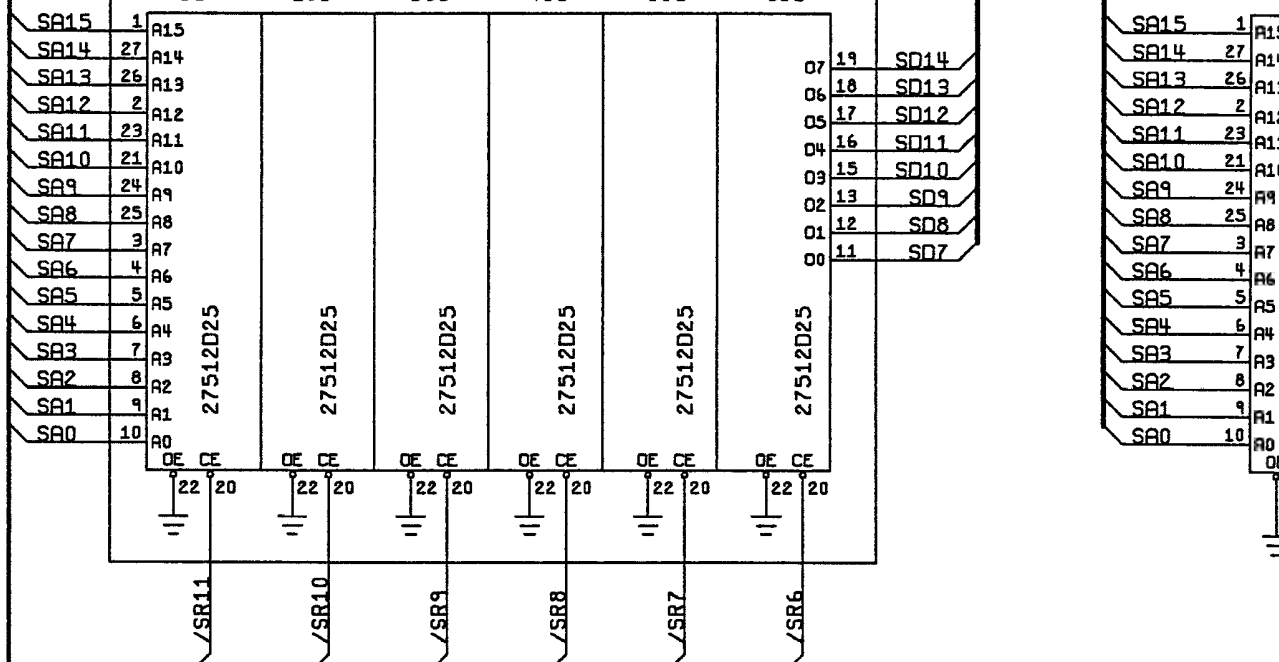 SA15 1 A15
SA14 27 A14
SA13 26 A13
SA12 2 A12
SA11 23 A11
SA10 21 A10
SA9 24 A9
SA8 25 A8
SA7 3 A7
SA6 4 A6
SA5 5 A5
SA4 6 A4
SA3 7 A3
SA2 8 A2
SA1 9 A1
SA0 10 A0
O7 19 SD14
O6 18 SD13
O5 17 SD12
O4 16 SD11
O3 15 SD10
O2 13 SD9
O1 12 SD8
O0 11 SD7
27512D25 27512D25 27512D25 27512D25 27512D25 27512D25
OE CE OE CE OE CE OE CE OE CE OE CE
22 20 22 20 22 20 22 20 22 20 22 20
/SR11 /SR10 /SR9 /SR8 /SR7 /SR6
SA15 1
SA14 27
SA13 26
SA12 2
SA11 23
SA10 21
SA9 24 A9
SA8 25 A8
SA7 3 A7
SA6 4 A6
SA5 5 A5
SA4 6 A4
SA3 7 A3
SA2 8 A2
SA1 9 A1
SA0 10 A0